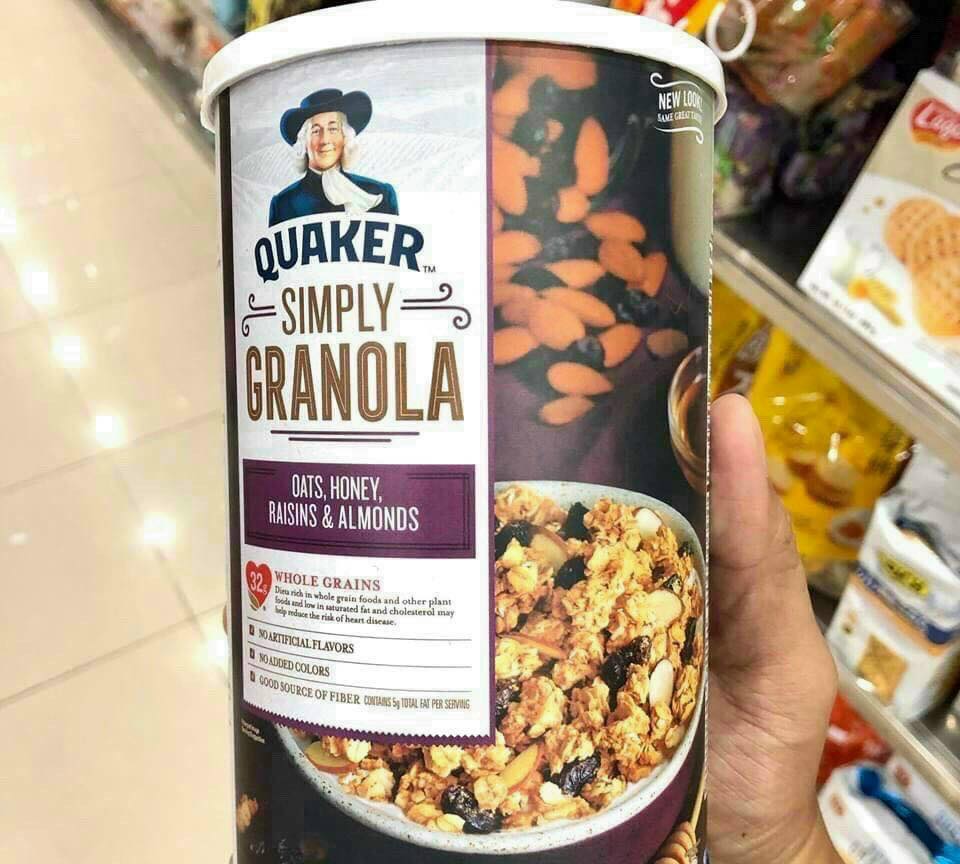 NEW LOOK
SAME GREAT
QUAKER™
SIMPLY
GRANOLA
OATS, HONEY,
RAISINS & ALMONDS
32g WHOLE GRAINS
Diets rich in whole grain foods and other plant
foods and low in saturated fat and cholesterol may
help reduce the risk of heart disease.
NO ARTIFICIAL FLAVORS
NO ADDED COLORS
GOOD SOURCE OF FIBER CONTAINS 5g TOTAL FAT PER SERVING